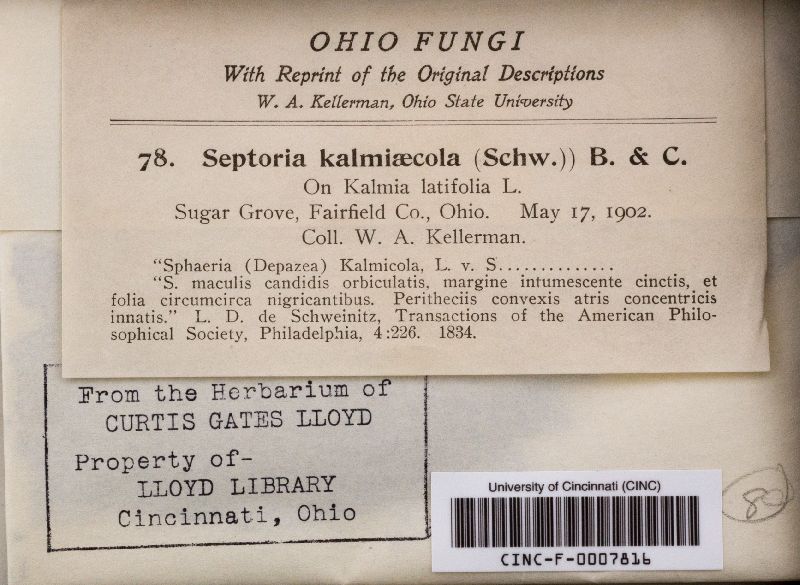 OHIO FUNGI
With Reprint of the Original Descriptions
W. A. Kellerman, Ohio State University
78. Septoria kalmiæcola (Schw.)) B. & C.
On Kalmia latifolia L.
Sugar Grove, Fairfield Co., Ohio. May 17, 1902.
Coll. W. A. Kellerman.
“Sphaeria (Depazea) Kalmicola, L. v. S..............
“S. maculis candidis orbiculatis, margine intumescente cinctis, et
folia circumcirca nigricantibus. Peritheciis convexis atris concentricis
innatis.” L. D. de Schweinitz, Transactions of the American Philo-
sophical Society, Philadelphia, 4:226. 1834.
From the Herbarium of
CURTIS GATES LLOYD
Property of-
LLOYD LIBRARY
Cincinnati, Ohio
University of Cincinnati (CINC)
CINC-F-0007816
80